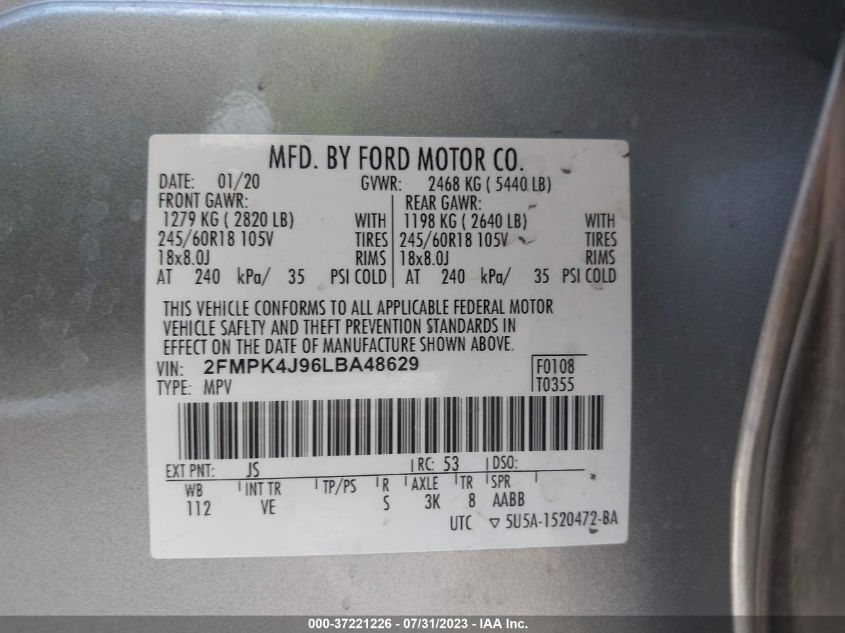 MFD. BY FORD MOTOR CO.
DATE: 01/20 GVWR: 2468 KG ( 5440 LB)
FRONT GAWR: REAR GAWR:
1279 KG ( 2820 LB) WITH 1198 KG ( 2640 LB) WITH
245/60R18 105V TIRES 245/60R18 105V TIRES
18x8.0J RIMS 18x8.0J RIMS
AT 240 kPa/ 35 PSI COLD AT 240 kPa/ 35 PSI COLD
THIS VEHICLE CONFORMS TO ALL APPLICABLE FEDERAL MOTOR
VEHICLE SAFETY AND THEFT PREVENTION STANDARDS IN
EFFECT ON THE DATE OF MANUFACTURE SHOWN ABOVE.
VIN: 2FMPK4J96LBA48629 F0108
TYPE: MPV T0355
EXT PNT: JS RC: 53 DSO:
WB INT TR TP/PS R AXLE TR SPR
112 VE S 3K 8 AABB
UTC ▽ 5U5A-1520472-BA
000-37221226 - 07/31/2023 - IAA Inc.